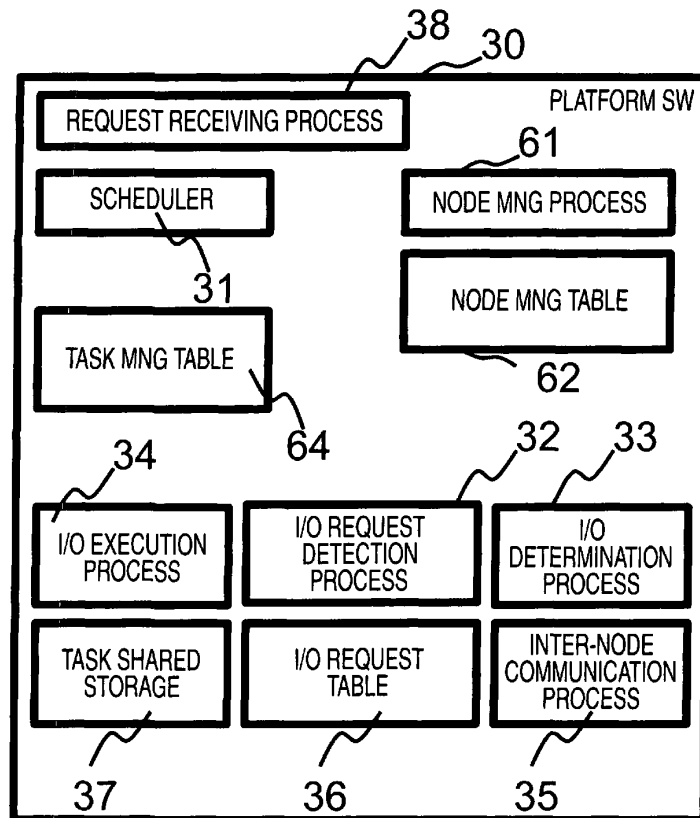 38
30
PLATFORM SW
REQUEST RECEIVING PROCESS
61
SCHEDULER
NODE MNG PROCESS
31
NODE MNG TABLE
TASK MNG TABLE
62
64
34
32
33
I/O EXECUTION
PROCESS
I/O REQUEST
DETECTION
PROCESS
I/O
DETERMINATION
PROCESS
TASK SHARED
STORAGE
I/O REQUEST
TABLE
INTER-NODE
COMMUNICATION
PROCESS
37
36
35